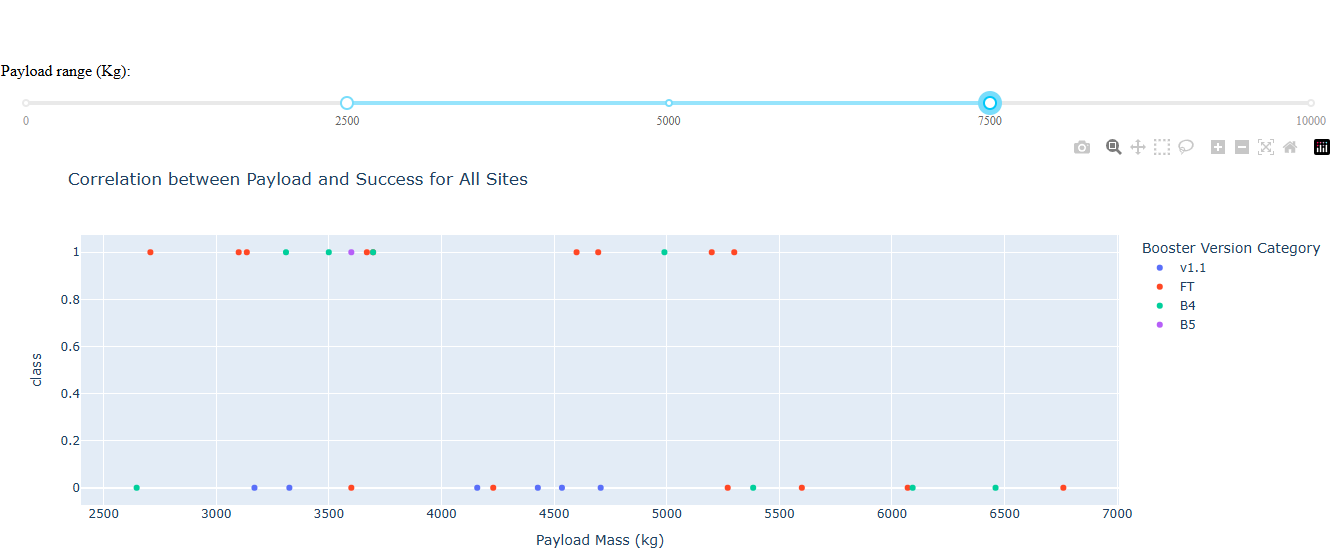 Payload range (Kg):
0 2500 5000 7500 10000
Correlation between Payload and Success for All Sites
Booster Version Category
v1.1
FT
B4
B5
1
0.8
0.6
0.4
0.2
0
class
2500 3000 3500 4000 4500 5000 5500 6000 6500 7000
Payload Mass (kg)